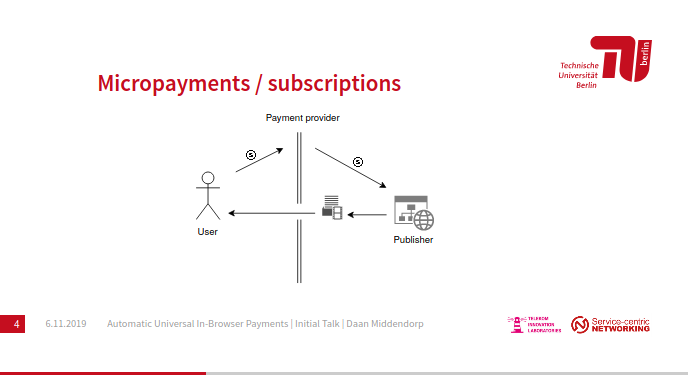 Technische
Universität
Berlin
berlin
Micropayments / subscriptions
Payment provider
S
S
User
Publisher
4
6.11.2019
Automatic Universal In-Browser Payments | Initial Talk | Daan Middendorp
TELEKOM
INNOVATION
LABORATORIES
Service-centric
NETWORKING